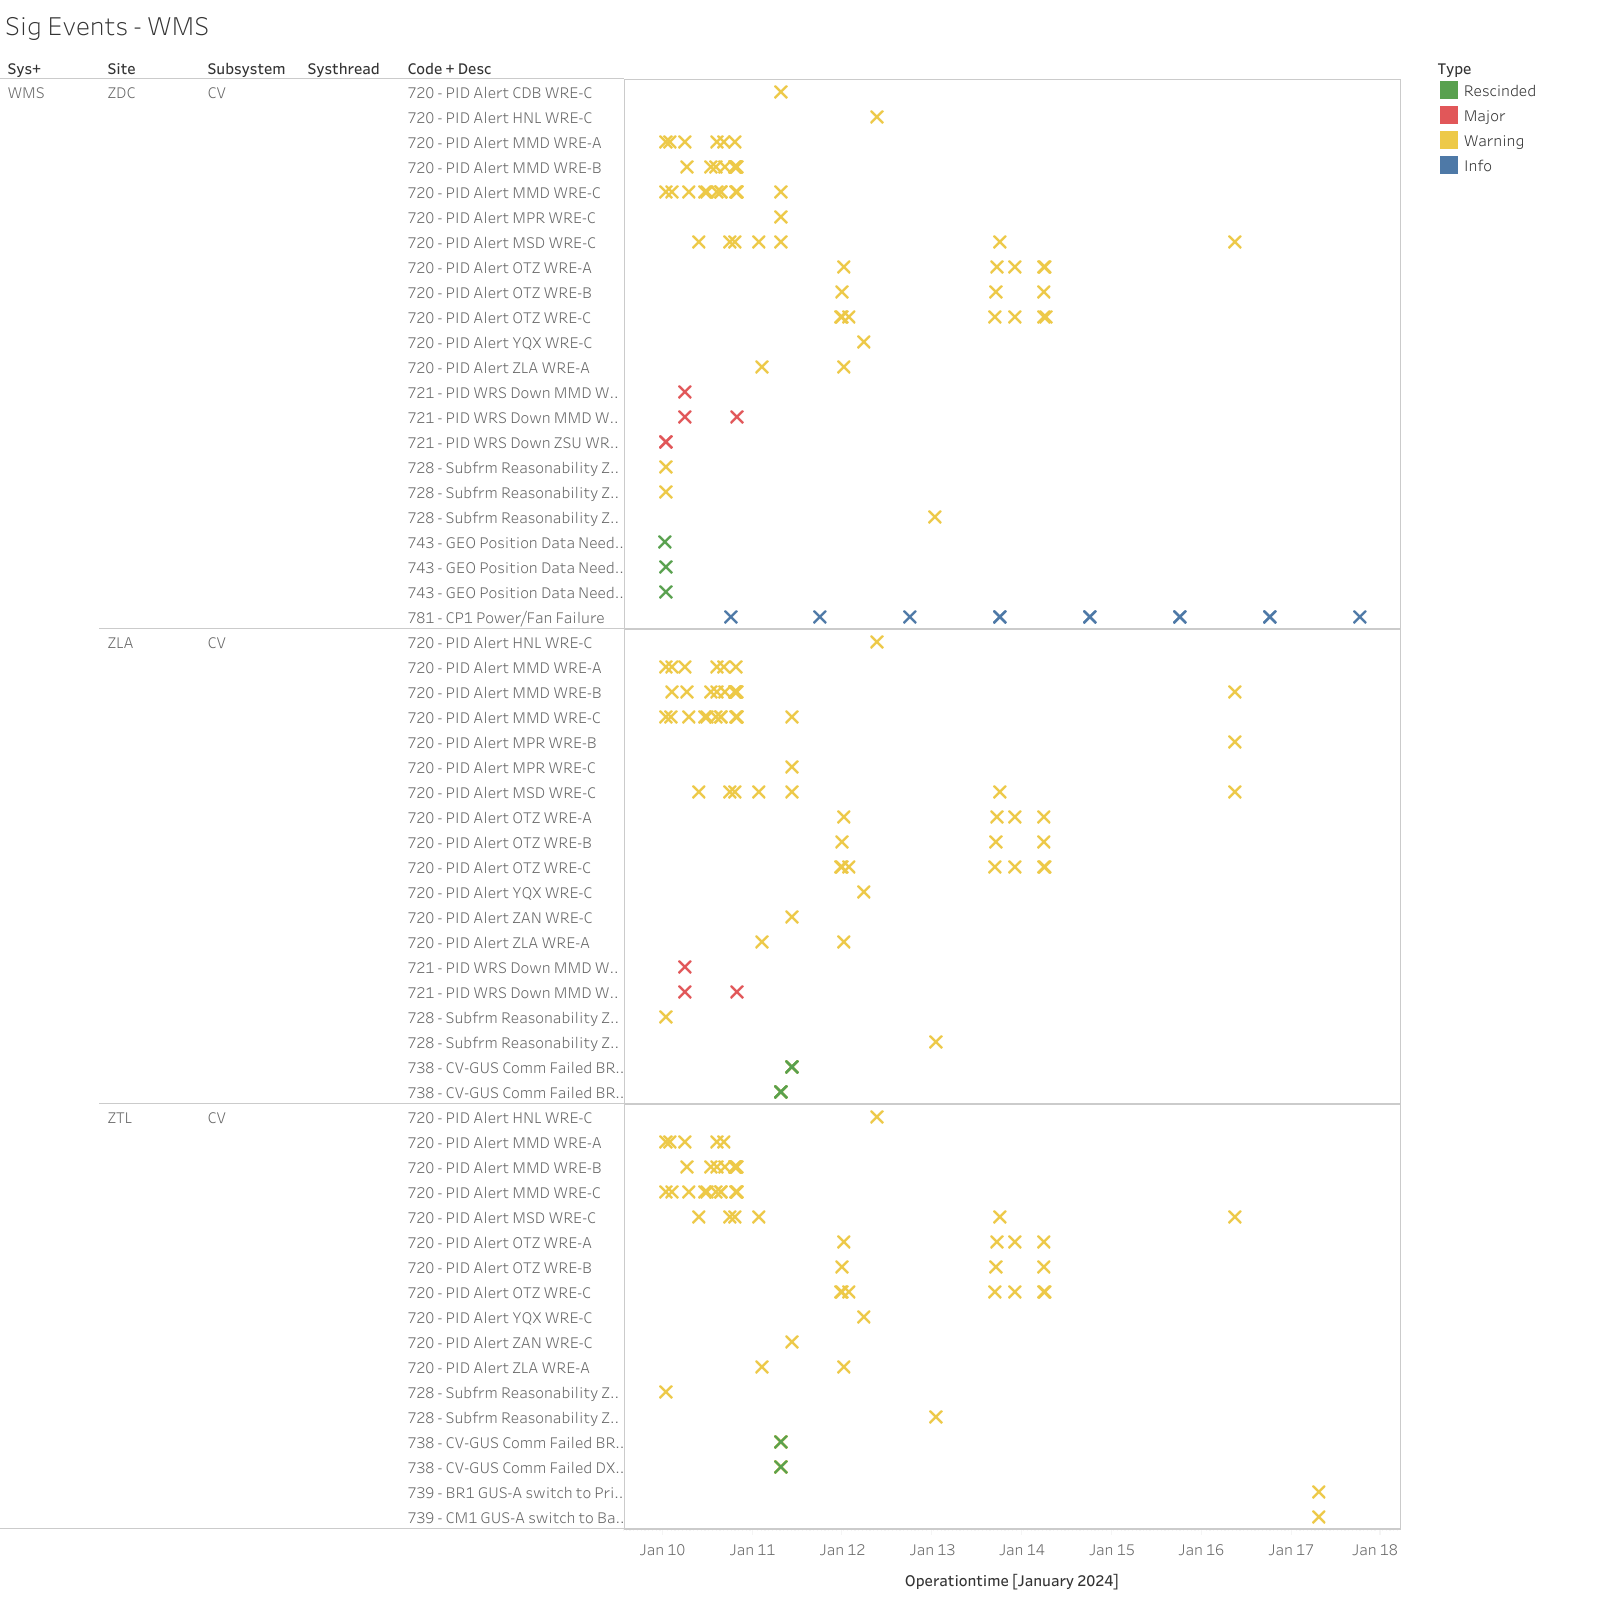 Sig Events - WMS
Sys+ Site Subsystem Systhread Code + Desc
Type
Rescinded
Major
Warning
Info
WMS ZDC CV 720 - PID Alert CDB WRE-C
720 - PID Alert HNL WRE-C
720 - PID Alert MMD WRE-A
720 - PID Alert MMD WRE-B
720 - PID Alert MMD WRE-C
720 - PID Alert MPR WRE-C
720 - PID Alert MSD WRE-C
720 - PID Alert OTZ WRE-A
720 - PID Alert OTZ WRE-B
720 - PID Alert OTZ WRE-C
720 - PID Alert YQX WRE-C
720 - PID Alert ZLA WRE-A
721 - PID WRS Down MMD W..
721 - PID WRS Down MMD W..
721 - PID WRS Down ZSU WR..
728 - Subfrm Reasonability Z..
728 - Subfrm Reasonability Z..
728 - Subfrm Reasonability Z..
743 - GEO Position Data Need..
743 - GEO Position Data Need..
743 - GEO Position Data Need..
781 - CP1 Power/Fan Failure
ZLA CV 720 - PID Alert HNL WRE-C
720 - PID Alert MMD WRE-A
720 - PID Alert MMD WRE-B
720 - PID Alert MMD WRE-C
720 - PID Alert MPR WRE-B
720 - PID Alert MPR WRE-C
720 - PID Alert MSD WRE-C
720 - PID Alert OTZ WRE-A
720 - PID Alert OTZ WRE-B
720 - PID Alert OTZ WRE-C
720 - PID Alert YQX WRE-C
720 - PID Alert ZAN WRE-C
720 - PID Alert ZLA WRE-A
721 - PID WRS Down MMD W..
721 - PID WRS Down MMD W..
728 - Subfrm Reasonability Z..
728 - Subfrm Reasonability Z..
738 - CV-GUS Comm Failed BR..
738 - CV-GUS Comm Failed BR..
ZTL CV 720 - PID Alert HNL WRE-C
720 - PID Alert MMD WRE-A
720 - PID Alert MMD WRE-B
720 - PID Alert MMD WRE-C
720 - PID Alert MSD WRE-C
720 - PID Alert OTZ WRE-A
720 - PID Alert OTZ WRE-B
720 - PID Alert OTZ WRE-C
720 - PID Alert YQX WRE-C
720 - PID Alert ZAN WRE-C
720 - PID Alert ZLA WRE-A
728 - Subfrm Reasonability Z..
728 - Subfrm Reasonability Z..
738 - CV-GUS Comm Failed BR..
738 - CV-GUS Comm Failed DX..
739 - BR1 GUS-A switch to Pri..
739 - CM1 GUS-A switch to Ba..
Jan 10 Jan 11 Jan 12 Jan 13 Jan 14 Jan 15 Jan 16 Jan 17 Jan 18
Operationtime [January 2024]